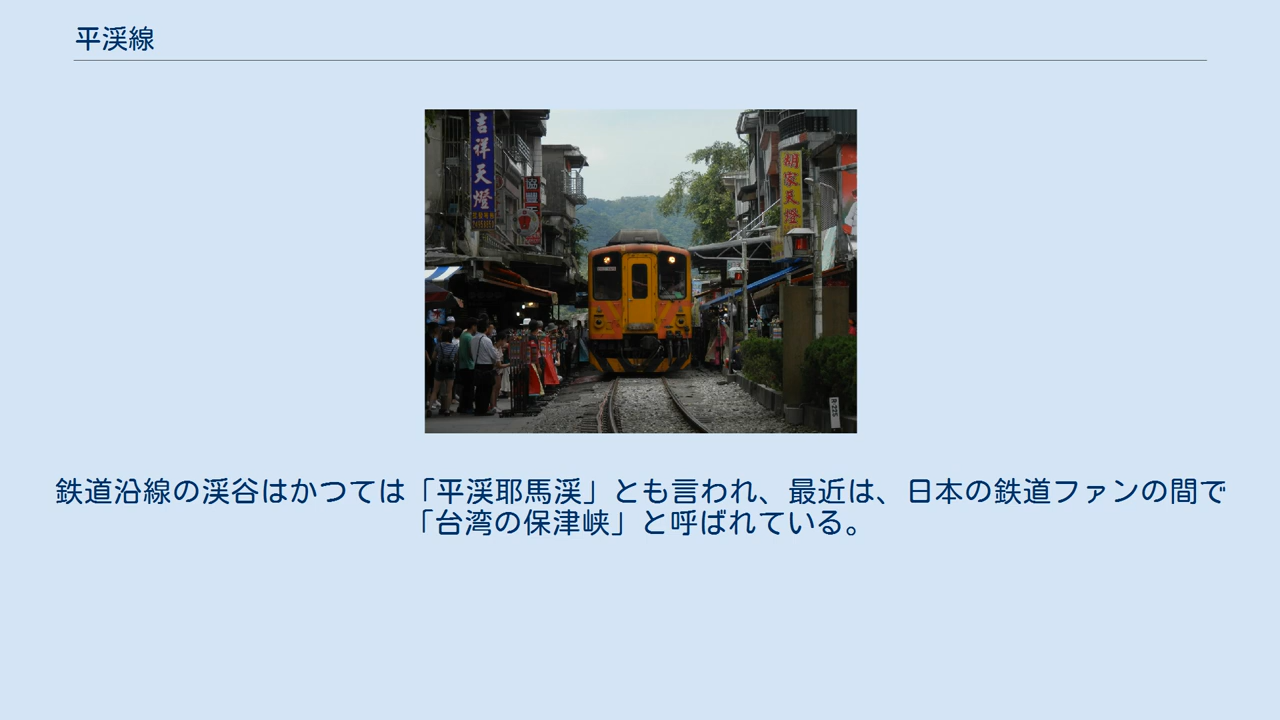 平渓線
吉祥天燈
胡家天燈
鉄道沿線の渓谷はかつては「平渓耶馬渓」とも言われ、最近は、日本の鉄道ファンの間で
「台湾の保津峡」と呼ばれている。